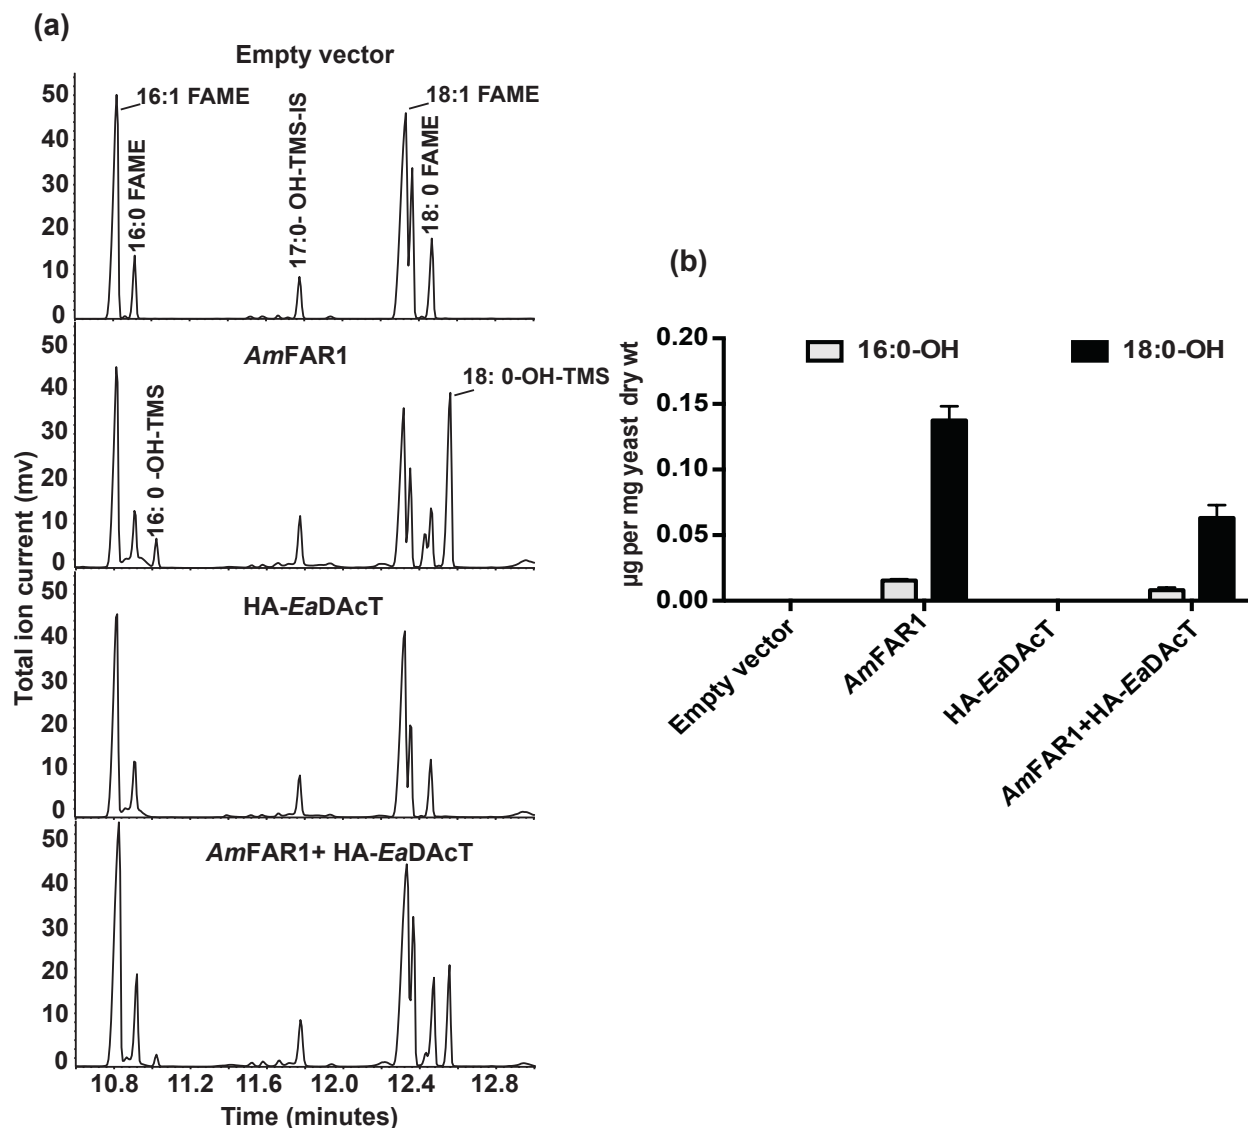 (a)
Empty vector
50
40
30
20
10
0
16:1 FAME
16:0 FAME
17:0- OH-TMS-IS
18:1 FAME
18: 0 FAME
AmFAR1
50
40
30
20
10
0
16: 0 -OH-TMS
18: 0-OH-TMS
HA-EaDAcT
50
40
30
20
10
0
AmFAR1+ HA-EaDAcT
50
40
30
20
10
0
10.8 11.2 11.6 12.0 12.4 12.8
Time (minutes)
Total ion current (mv)
(b)
16:0-OH
18:0-OH
0.20
0.15
0.10
0.05
0.00
µg per mg yeast dry wt
Empty vector
AmFAR1
HA-EaDAcT
AmFAR1+HA-EaDAcT